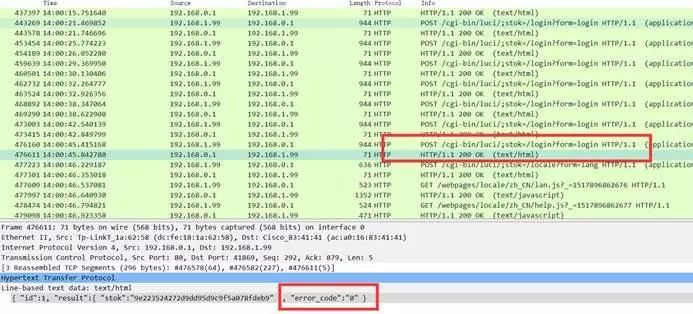 Time Source Destination Length Protocol Info
437397 14:00:15.751640 192.168.0.1 192.168.1.99 71 HTTP HTTP/1.1 200 OK (text/html)
443269 14:00:21.469852 192.168.1.99 192.168.0.1 944 HTTP POST /cgi-bin/luci/;stok=/login?form=login HTTP/1.1 (applicatio
443578 14:00:21.746696 192.168.0.1 192.168.1.99 71 HTTP HTTP/1.1 200 OK (text/html)
453454 14:00:25.774223 192.168.1.99 192.168.0.1 944 HTTP POST /cgi-bin/luci/;stok=/login?form=login HTTP/1.1 (applicatio
454189 14:00:26.052280 192.168.0.1 192.168.1.99 71 HTTP HTTP/1.1 200 OK (text/html)
459639 14:00:29.369950 192.168.1.99 192.168.0.1 944 HTTP POST /cgi-bin/luci/;stok=/login?form=login HTTP/1.1 (applicatio
460501 14:00:30.130406 192.168.0.1 192.168.1.99 71 HTTP HTTP/1.1 200 OK (text/html)
462732 14:00:32.264777 192.168.1.99 192.168.0.1 944 HTTP POST /cgi-bin/luci/;stok=/login?form=login HTTP/1.1 (applicatio
463524 14:00:32.926356 192.168.0.1 192.168.1.99 71 HTTP HTTP/1.1 200 OK (text/html)
468892 14:00:38.347064 192.168.1.99 192.168.0.1 944 HTTP POST /cgi-bin/luci/;stok=/login?form=login HTTP/1.1 (applicatio
469290 14:00:38.622908 192.168.0.1 192.168.1.99 71 HTTP HTTP/1.1 200 OK (text/html)
473003 14:00:42.540139 192.168.1.99 192.168.0.1 944 HTTP POST /cgi-bin/luci/;stok=/login?form=login HTTP/1.1 (applicatio
473415 14:00:42.849799 192.168.0.1 192.168.1.99 71 HTTP HTTP/1.1 200 OK (text/html)
476160 14:00:45.415158 192.168.1.99 192.168.0.1 944 HTTP POST /cgi-bin/luci/;stok=/login?form=login HTTP/1.1 (applicatio
476611 14:00:45.842780 192.168.0.1 192.168.1.99 71 HTTP HTTP/1.1 200 OK (text/html)
477223 14:00:46.229187 192.168.1.99 192.168.0.1 636 HTTP POST /cgi-bin/luci/;stok=/locale?form=lang HTTP/1.1 (applicatio
477301 14:00:46.353018 192.168.0.1 192.168.1.99 71 HTTP HTTP/1.1 200 OK (text/html)
477609 14:00:46.537081 192.168.1.99 192.168.0.1 523 HTTP GET /webpages/locale/zh_CN/lan.js?_=1517896862676 HTTP/1.1
477997 14:00:46.640930 192.168.0.1 192.168.1.99 1352 HTTP HTTP/1.1 200 OK (text/javascript)
478474 14:00:46.794821 192.168.1.99 192.168.0.1 524 HTTP GET /webpages/locale/zh_CN/help.js?_=1517896862677 HTTP/1.1
479098 14:00:46.923358 192.168.0.1 192.168.1.99 471 HTTP HTTP/1.1 200 OK (text/javascript)
Frame 476611: 71 bytes on wire (568 bits), 71 bytes captured (568 bits) on interface 0
Ethernet II, Src: Tp-LinkT_1a:62:58 (dc:fe:18:1a:62:58), Dst: Cisco_83:41:41 (ac:a0:16:83:41:41)
Internet Protocol Version 4, Src: 192.168.0.1, Dst: 192.168.1.99
Transmission Control Protocol, Src Port: 80, Dst Port: 41869, Seq: 292, Ack: 879, Len: 5
[3 Reassembled TCP Segments (296 bytes): #476578(64), #476582(227), #476611(5)]
Hypertext Transfer Protocol
Line-based text data: text/html
{ "id":1, "result":{ "stok":"9e223524272d9dd95d9c9f5a078fdeb9" , "error_code":"0" }